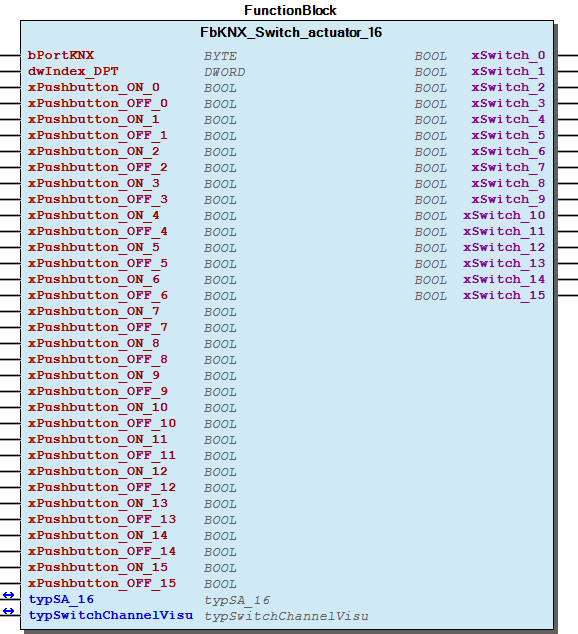 FunctionBlock
FbKNX_Switch_actuator_16
bPortKNX BYTE BOOL xSwitch_0
dwIndex_DPT DWORD BOOL xSwitch_1
xPushbutton_ON_0 BOOL BOOL xSwitch_2
xPushbutton_OFF_0 BOOL BOOL xSwitch_3
xPushbutton_ON_1 BOOL BOOL xSwitch_4
xPushbutton_OFF_1 BOOL BOOL xSwitch_5
xPushbutton_ON_2 BOOL BOOL xSwitch_6
xPushbutton_OFF_2 BOOL BOOL xSwitch_7
xPushbutton_ON_3 BOOL BOOL xSwitch_8
xPushbutton_OFF_3 BOOL BOOL xSwitch_9
xPushbutton_ON_4 BOOL BOOL xSwitch_10
xPushbutton_OFF_4 BOOL BOOL xSwitch_11
xPushbutton_ON_5 BOOL BOOL xSwitch_12
xPushbutton_OFF_5 BOOL BOOL xSwitch_13
xPushbutton_ON_6 BOOL BOOL xSwitch_14
xPushbutton_OFF_6 BOOL BOOL xSwitch_15
xPushbutton_ON_7 BOOL
xPushbutton_OFF_7 BOOL
xPushbutton_ON_8 BOOL
xPushbutton_OFF_8 BOOL
xPushbutton_ON_9 BOOL
xPushbutton_OFF_9 BOOL
xPushbutton_ON_10 BOOL
xPushbutton_OFF_10 BOOL
xPushbutton_ON_11 BOOL
xPushbutton_OFF_11 BOOL
xPushbutton_ON_12 BOOL
xPushbutton_OFF_12 BOOL
xPushbutton_ON_13 BOOL
xPushbutton_OFF_13 BOOL
xPushbutton_ON_14 BOOL
xPushbutton_OFF_14 BOOL
xPushbutton_ON_15 BOOL
xPushbutton_OFF_15 BOOL
typSA_16 typSA_16
typSwitchChannelVisu typSwitchChannelVisu